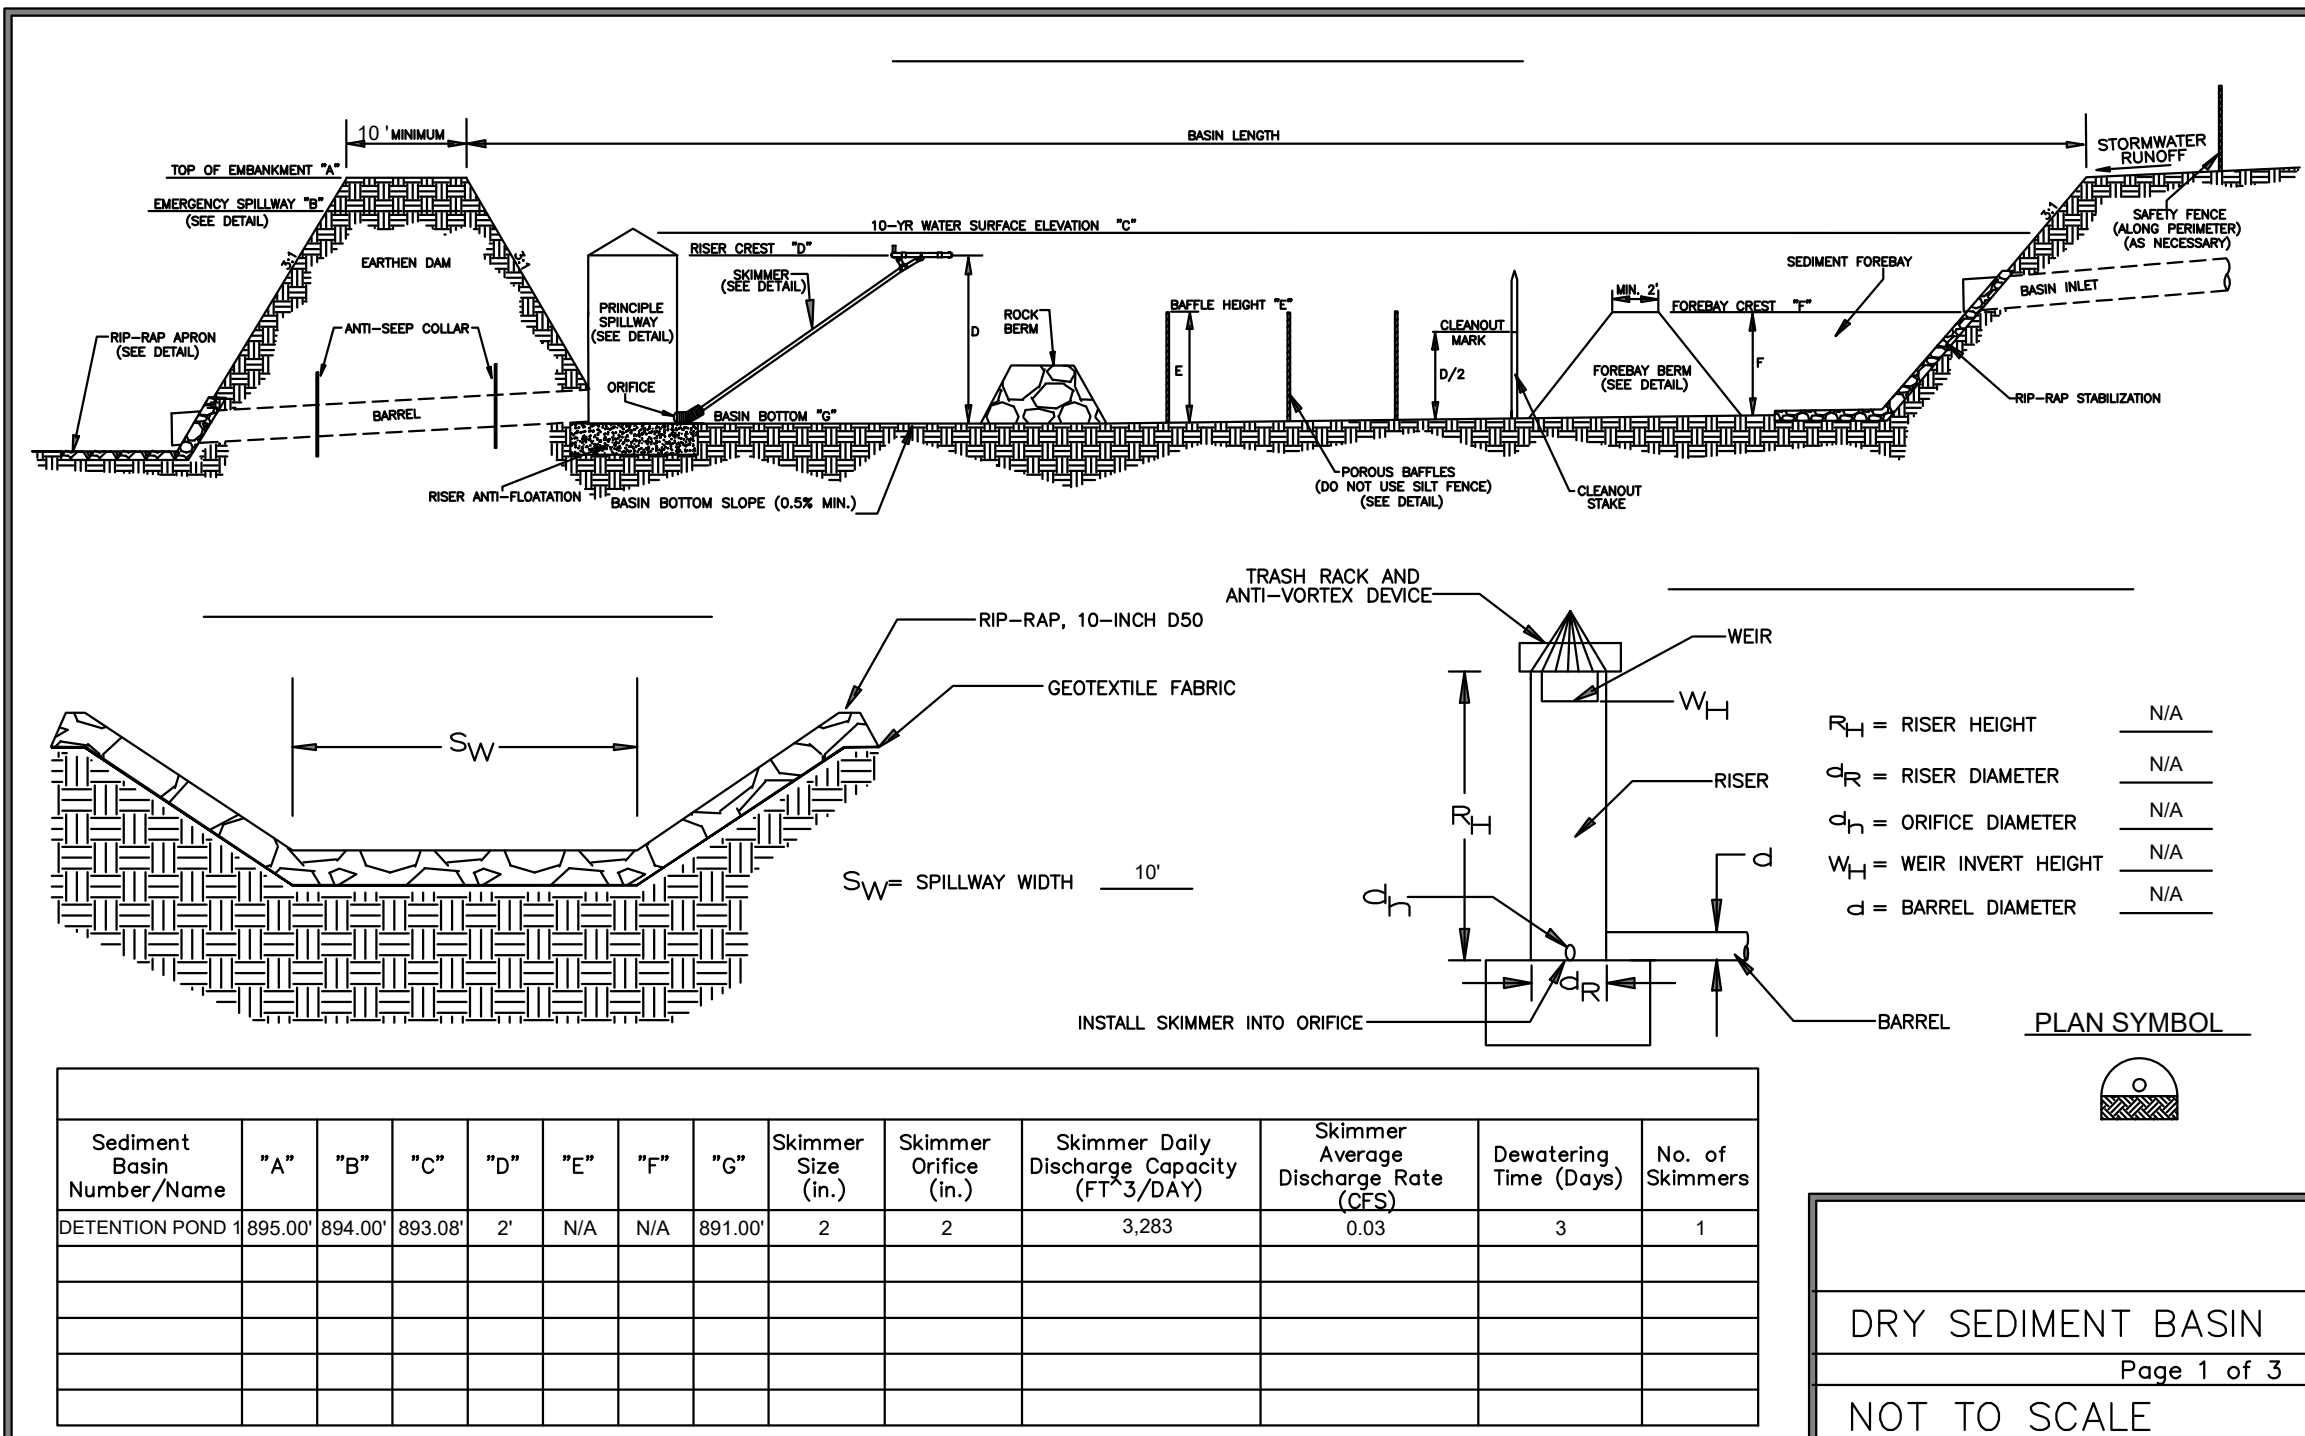 10 'MINIMUM
BASIN LENGTH
STORMWATER
RUNOFF
TOP OF EMBANKMENT "A"
EMERGENCY SPILLWAY "B"
(SEE DETAIL)
3:1
EARTHEN DAM
3:1
10-YR WATER SURFACE ELEVATION "C"
RISER CREST "D"
SKIMMER
(SEE DETAIL)
D
3:1
SAFETY FENCE
(ALONG PERIMETER)
(AS NECESSARY)
SEDIMENT FOREBAY
BASIN INLET
PRINCIPLE
SPILLWAY
(SEE DETAIL)
ROCK
BERM
BAFFLE HEIGHT "E"
E
MIN. 2'
FOREBAY CREST "F"
F
CLEANOUT
MARK
D/2
FOREBAY BERM
(SEE DETAIL)
RIP-RAP APRON
(SEE DETAIL)
ANTI-SEEP COLLAR
ORIFICE
BARREL
BASIN BOTTOM "G"
RIP-RAP STABILIZATION
RISER ANTI-FLOATATION
BASIN BOTTOM SLOPE (0.5% MIN.)
POROUS BAFFLES
(DO NOT USE SILT FENCE)
(SEE DETAIL)
CLEANOUT
STAKE
RIP-RAP, 10-INCH D50
GEOTEXTILE FABRIC
SW
SW= SPILLWAY WIDTH 10'
TRASH RACK AND
ANTI-VORTEX DEVICE
WEIR
WH
RISER
RH
d
dh
dR
INSTALL SKIMMER INTO ORIFICE
BARREL
RH = RISER HEIGHT N/A
dR = RISER DIAMETER N/A
dh = ORIFICE DIAMETER N/A
WH = WEIR INVERT HEIGHT N/A
d = BARREL DIAMETER N/A
PLAN SYMBOL
Sediment
Basin
Number/Name
"A"
"B"
"C"
"D"
"E"
"F"
"G"
Skimmer
Size
(in.)
Skimmer
Orifice
(in.)
Skimmer Daily
Discharge Capacity
(FT^3/DAY)
Skimmer
Average
Discharge Rate
(CFS)
Dewatering
Time (Days)
No. of
Skimmers
DETENTION POND 1 895.00' 894.00' 893.08' 2' N/A N/A 891.00' 2 2 3,283 0.03 3 1
DRY SEDIMENT BASIN
Page 1 of 3
NOT TO SCALE